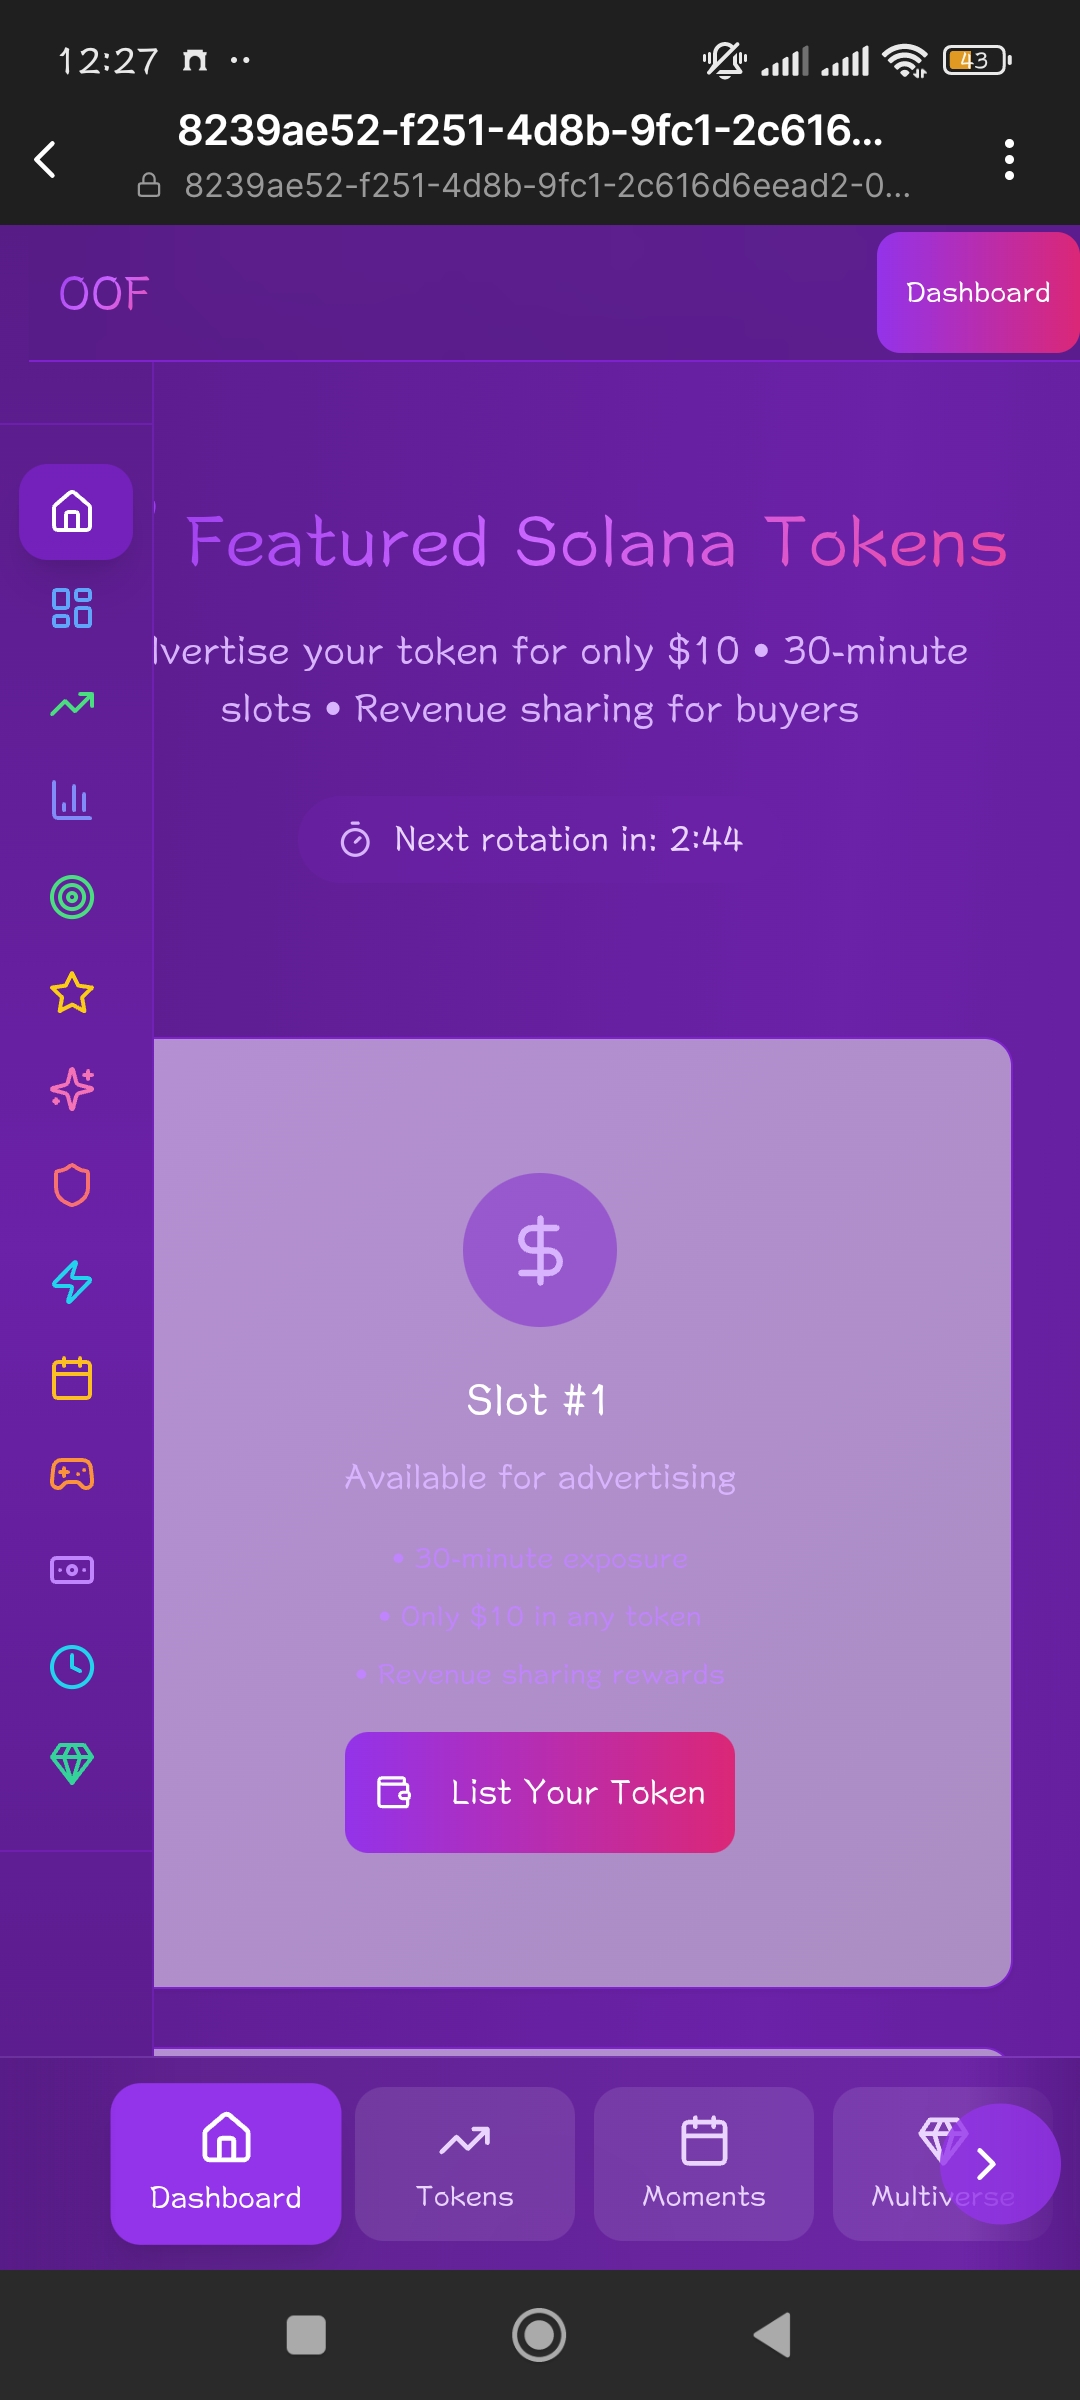 12:27
43
8239ae52-f251-4d8b-9fc1-2c616...
8239ae52-f251-4d8b-9fc1-2c616d6eead2-0...
OOF
Dashboard
Featured Solana Tokens
lvertise your token for only $10 • 30-minute
slots • Revenue sharing for buyers
Next rotation in: 2:44
$
Slot #1
Available for advertising
• 30-minute exposure
• Only $10 in any token
• Revenue sharing rewards
List Your Token
Dashboard
Tokens
Moments
Multiverse